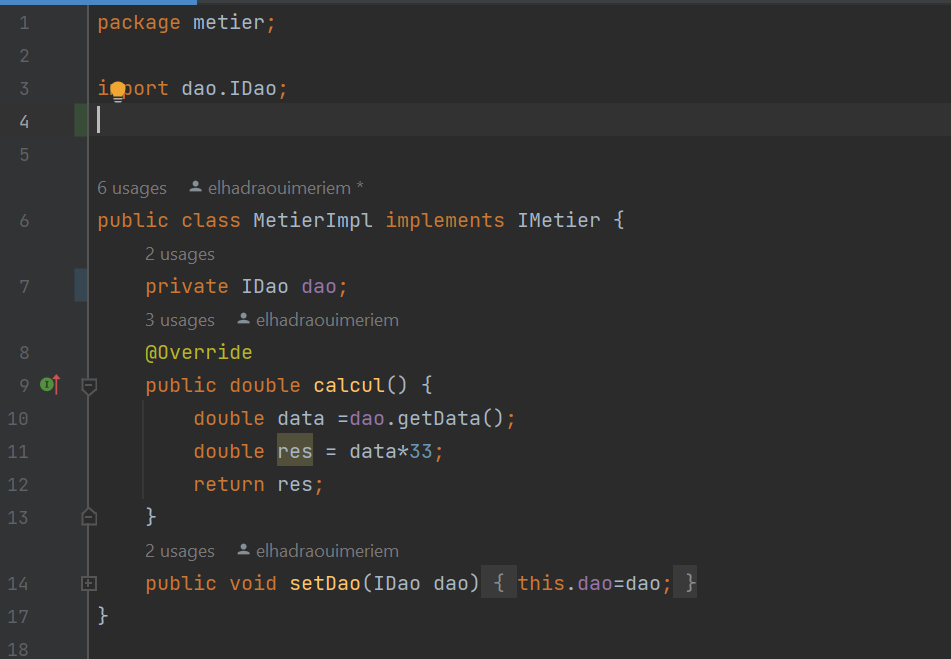 1 package metier;
2
3 import dao.IDao;
4
5
6 usages elhadraouimeriem *
6 public class MetierImpl implements IMetier {
2 usages
7 private IDao dao;
3 usages elhadraouimeriem
8 @Override
9 public double calcul() {
10 double data =dao.getData();
11 double res = data*33;
12 return res;
13 }
2 usages elhadraouimeriem
14 public void setDao(IDao dao) { this.dao=dao; }
17 }
18